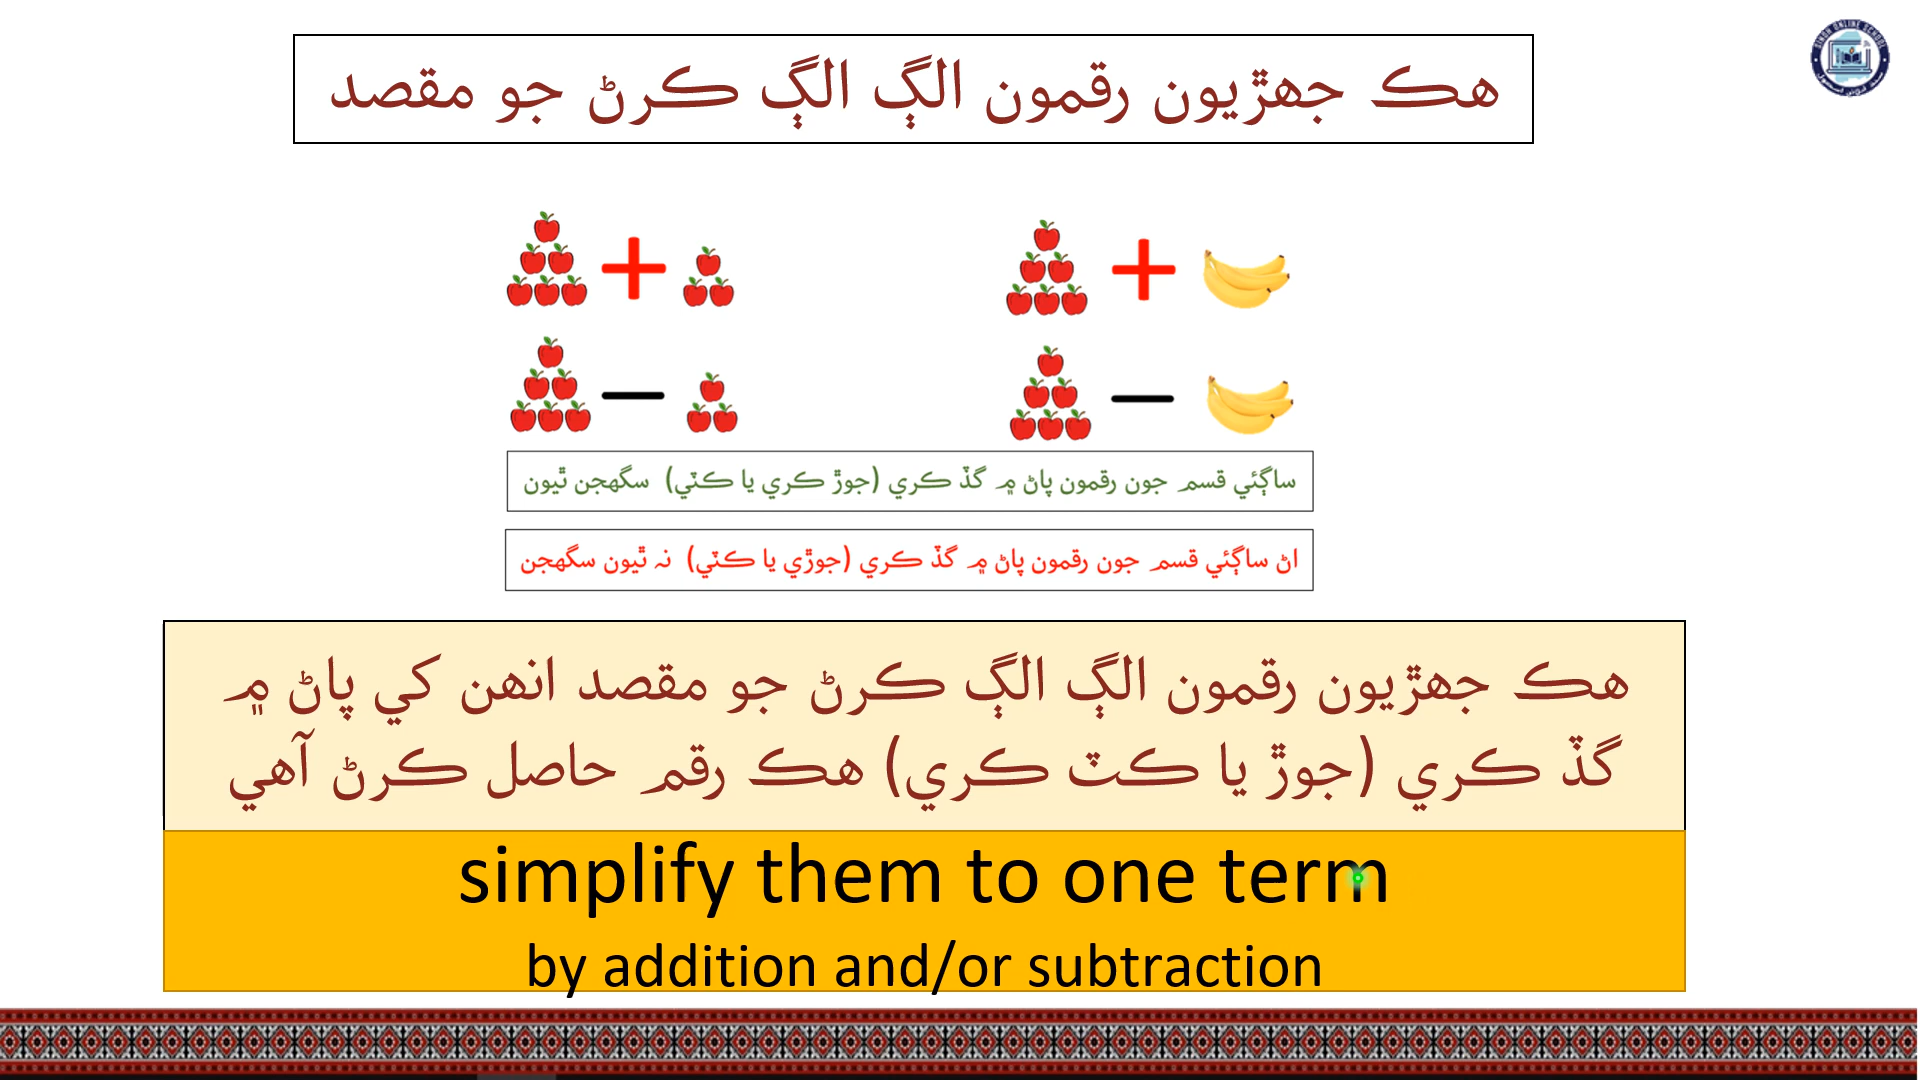 هڪ جهڙيون رقمون الڳ الڳ ڪرڻ جو مقصد
ساڳئي قسم جون رقمون پاڻ ۾ گڏ ڪري (جوڙ ڪري يا ڪٽي) سگهجن ٿيون
اڻ ساڳئي قسم جون رقمون پاڻ ۾ گڏ ڪري (جوڙي يا ڪٽي) نہ ٿيون سگهجن
هڪ جهڙيون رقمون الڳ الڳ ڪرڻ جو مقصد انهن کي پاڻ ۾
گڏ ڪري (جوڙ يا ڪٽ ڪري) هڪ رقم حاصل ڪرڻ آهي
simplify them to one term
by addition and/or subtraction